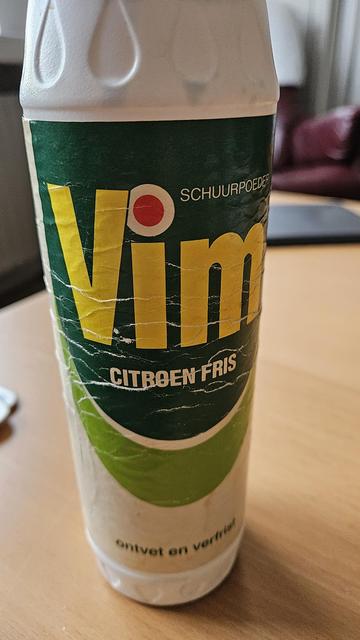 SCHUURPOEDER
Vim
CITROEN FRIS
ontvet en verfrist